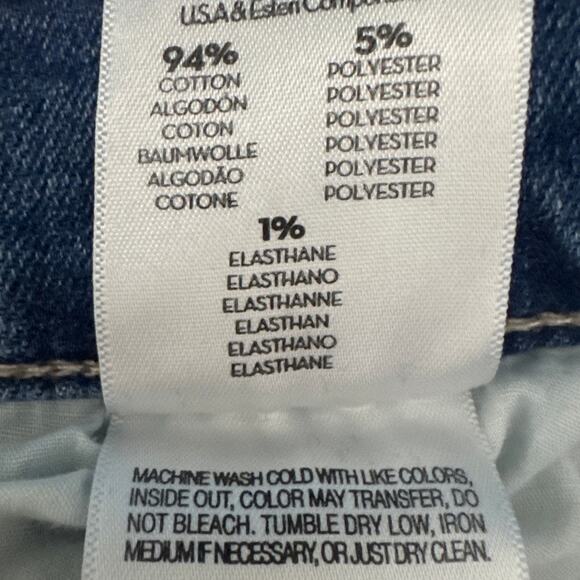 USA &
94%
COTTON
ALGODÓN
COTON
BAUMWOLLE
ALGODÃO
COTONE
5%
POLYESTER
POLYESTER
POLYESTER
POLYESTER
POLYESTER
POLYESTER
1%
ELASTHANE
ELASTHANO
ELASTHANNE
ELASTHAN
ELASTHANO
ELASTHANE
MACHINE WASH COLD WITH LIKE COLORS,
INSIDE OUT, COLOR MAY TRANSFER, DO
NOT BLEACH. TUMBLE DRY LOW, IRON
MEDIUM IF NECESSARY, OR JUST DRY CLEAN.